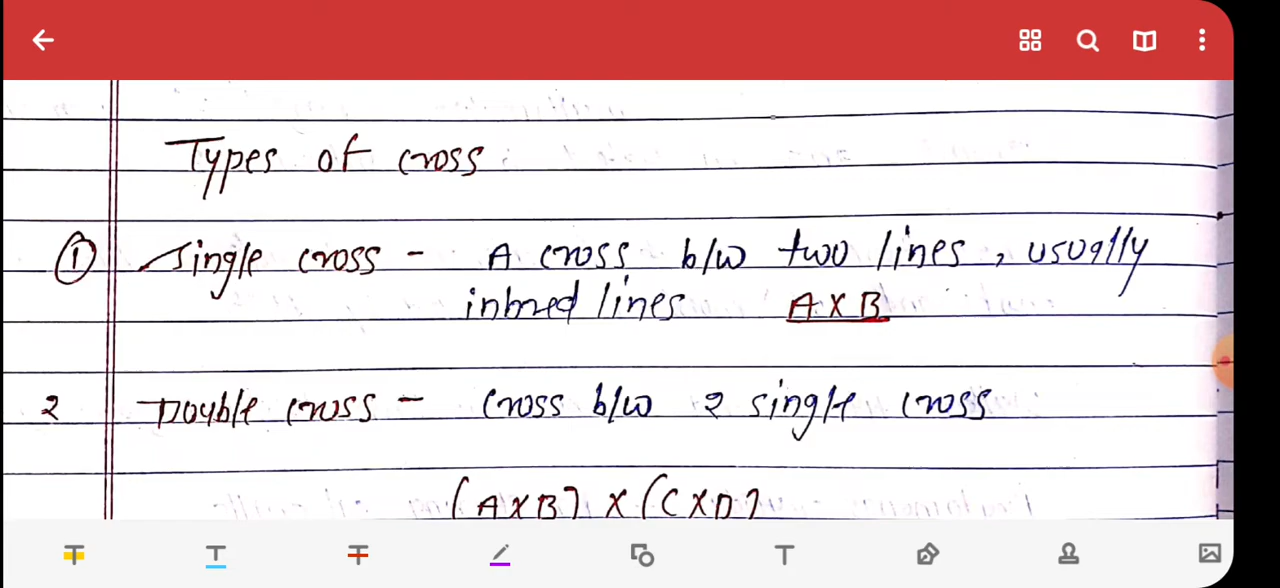 Types of cross
① Single cross - A cross b/w two lines, usually
inbred lines A X B
2 Double cross - Cross b/w 2 single cross
(A X B) X (C X D)